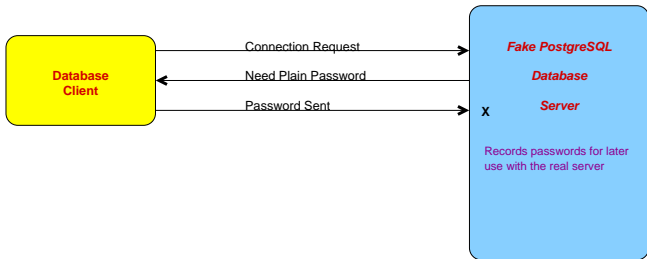 Database
Client
Connection Request
Need Plain Password
Password Sent
Fake PostgreSQL
Database
Server
X
Records passwords for later
use with the real server